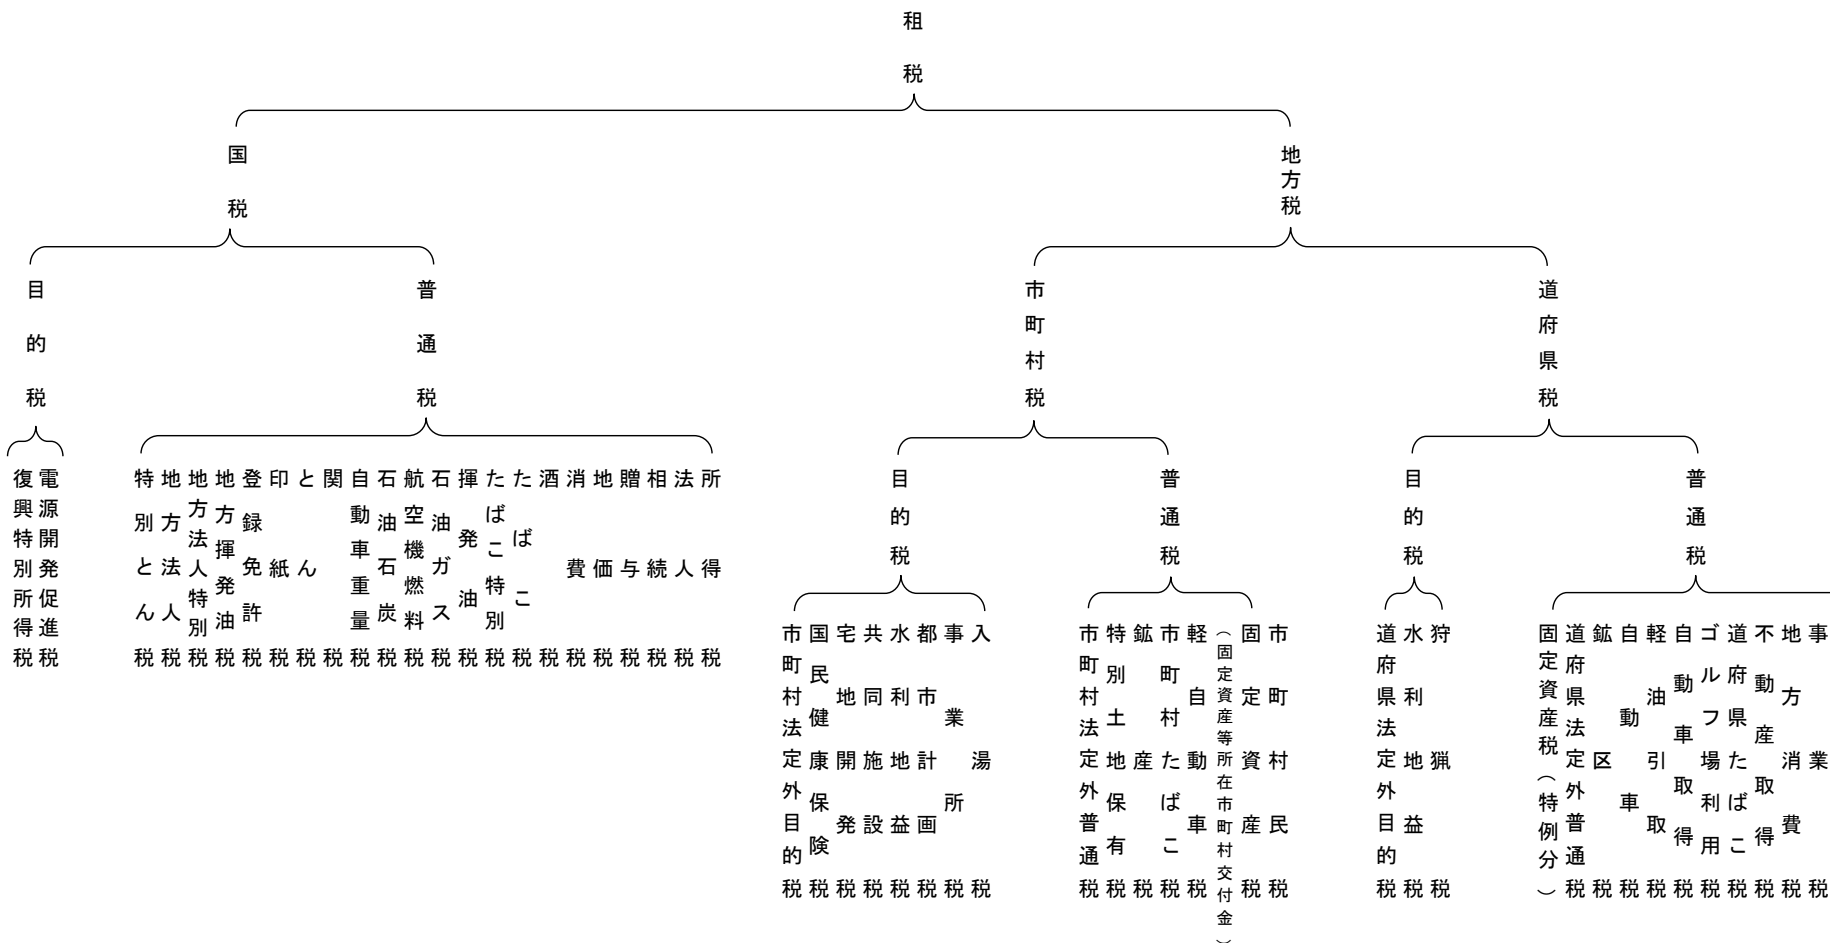 租税
地方税
国税
道府県税
市町村税
普通税
目的税
普通税
目的税
普通税
目的税
事業税
地方消費税
不動産取得税
道府県たばこ税
ゴルフ場利用税
自動車取得税
軽油引取税
自動車税
鉱区税
道府県法定外普通税
固定資産税（特例分）
狩猟税
水利地益税
道府県法定外目的税
市町村民税
固定資産税
（固定資産等所在市町村交付金）
軽自動車税
市町村たばこ税
鉱産税
特別土地保有税
市町村法定外普通税
入湯税
事業所税
都市計画税
水利地益税
共同施設税
宅地開発税
国民健康保険税
市町村法定外目的税
普通税
目的税
所得税
法人税
相続税
贈与税
地価税
消費税
酒税
たばこ税
たばこ特別税
揮発油税
石油ガス税
航空機燃料税
石油石炭税
自動車重量税
関税
とん税
印紙税
登録免許税
地方揮発油税
地方法人特別税
地方法人税
特別とん税
電源開発促進税
復興特別所得税